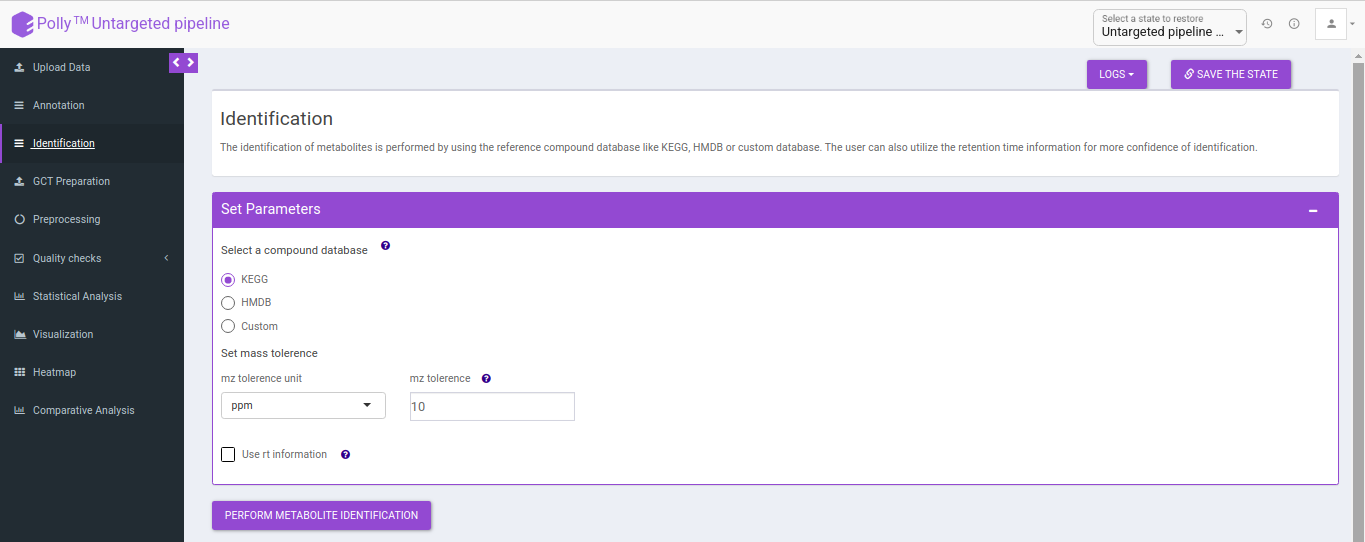 Polly™ Untargeted pipeline
Select a state to restore
Untargeted pipeline ...
Upload Data
Annotation
Identification
GCT Preparation
Preprocessing
Quality checks
Statistical Analysis
Visualization
Heatmap
Comparative Analysis
LOGS
SAVE THE STATE
Identification
The identification of metabolites is performed by using the reference compound database like KEGG, HMDB or custom database. The user can also utilize the retention time information for more confidence of identification.
Set Parameters
Select a compound database ?
KEGG
HMDB
Custom
Set mass tolerence
mz tolerence unit
mz tolerence ?
ppm
10
Use rt information ?
PERFORM METABOLITE IDENTIFICATION